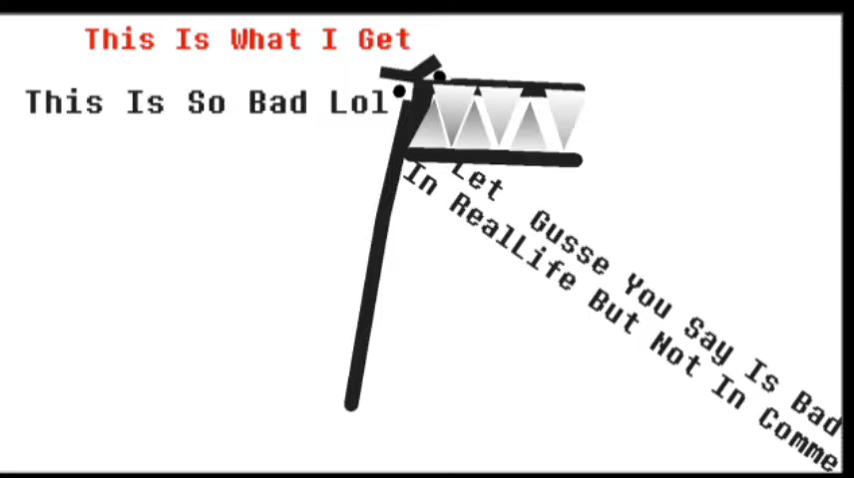 This Is What I Get
This Is So Bad Lol
Let Gusse You Say Is Bad
In RealLife But Not In Comme